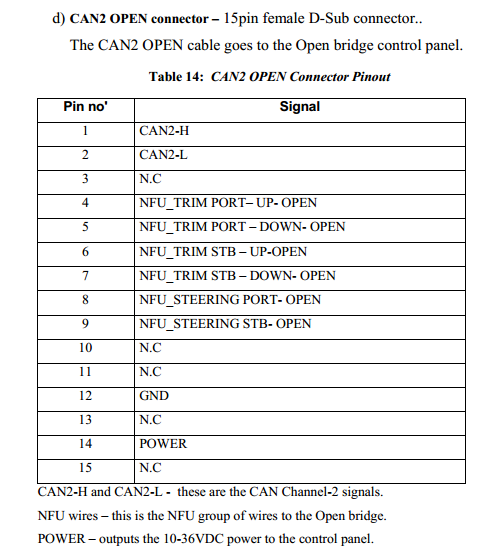 d) CAN2 OPEN connector – 15pin female D-Sub connector..
The CAN2 OPEN cable goes to the Open bridge control panel.
Table 14: CAN2 OPEN Connector Pinout
Pin no' Signal
1 CAN2-H
2 CAN2-L
3 N.C
4 NFU_TRIM PORT– UP- OPEN
5 NFU_TRIM PORT – DOWN- OPEN
6 NFU_TRIM STB – UP-OPEN
7 NFU_TRIM STB – DOWN- OPEN
8 NFU_STEERING PORT- OPEN
9 NFU_STEERING STB- OPEN
10 N.C
11 N.C
12 GND
13 N.C
14 POWER
15 N.C
CAN2-H and CAN2-L - these are the CAN Channel-2 signals.
NFU wires – this is the NFU group of wires to the Open bridge.
POWER – outputs the 10-36VDC power to the control panel.